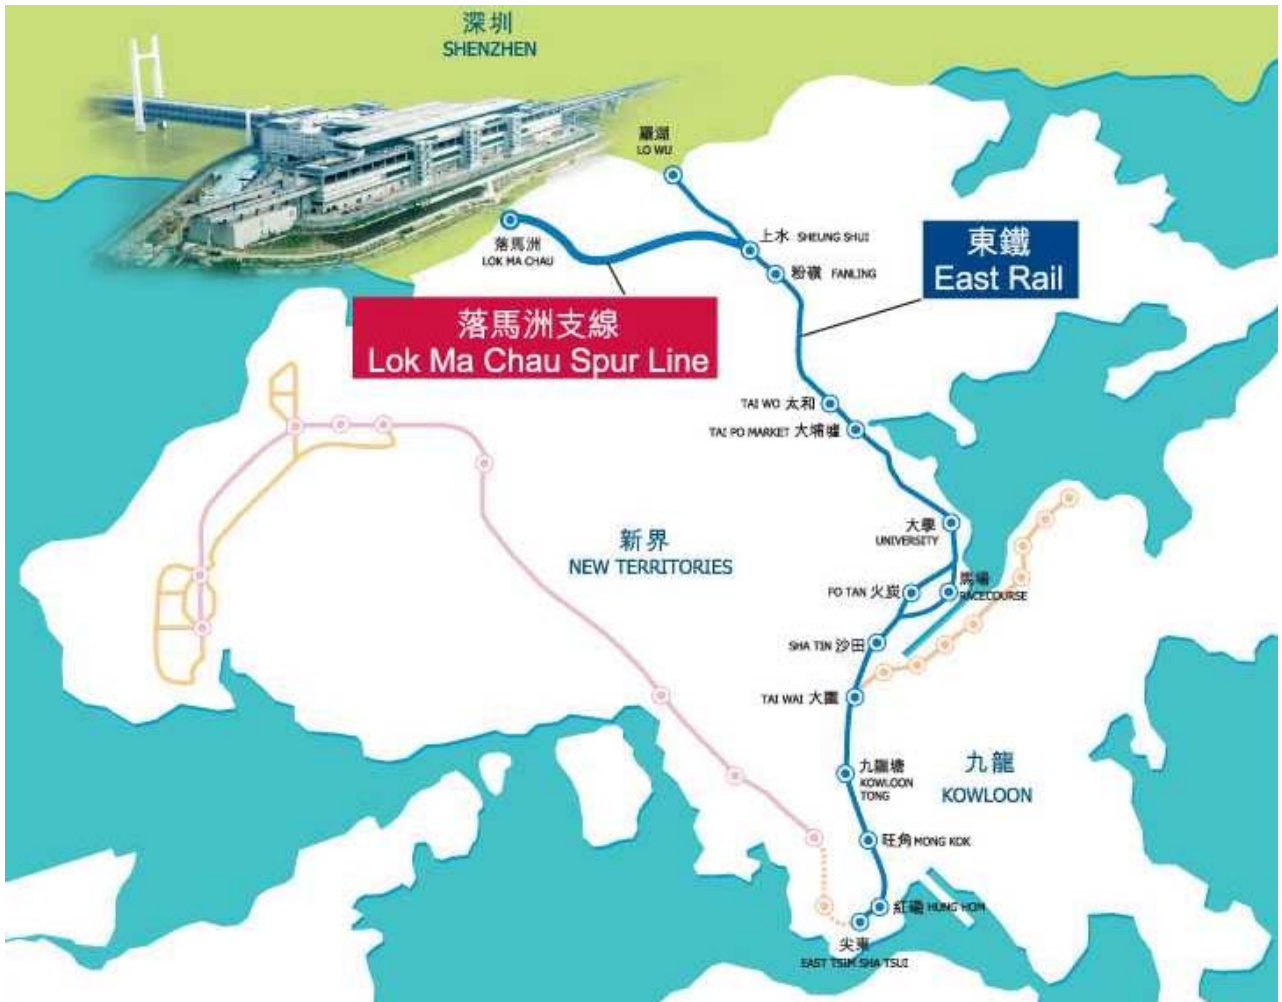 深圳
SHENZHEN
羅湖
LO WU
落馬洲
LOK MA CHAU
上水 SHEUNG SHUI
粉嶺 FANLING
東鐵
East Rail
落馬洲支線
Lok Ma Chau Spur Line
TAI WO 太和
TAI PO MARKET 大埔墟
新界
NEW TERRITORIES
大學
UNIVERSITY
FO TAN 火炭
馬場
RACECOURSE
SHA TIN 沙田
TAI WAI 大圍
九龍塘
KOWLOON
TONG
九龍
KOWLOON
旺角 MONG KOK
紅磡 HUNG HOM
尖東
EAST TSIM SHA TSUI